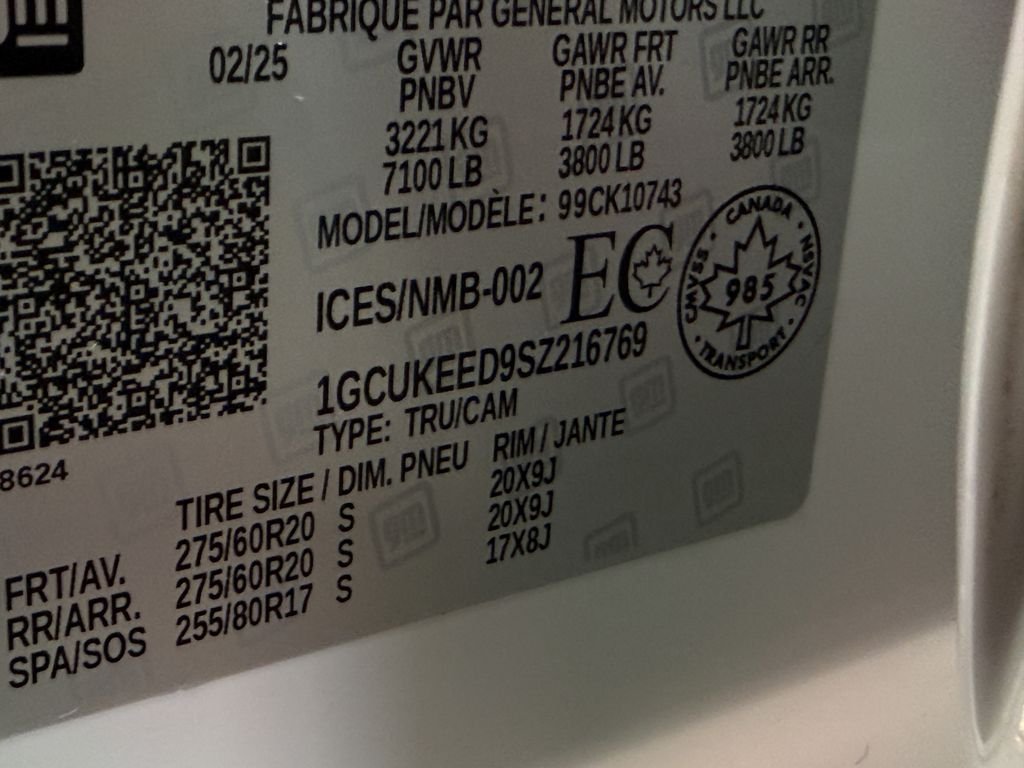 FABRIQUÉ PAR GENERAL MOTORS LLC
02/25
GVWR GAWR FRT GAWR RR
PNBV PNBE AV. PNBE ARR.
3221 KG 1724 KG 1724 KG
7100 LB 3800 LB 3800 LB
MODEL/MODÈLE: 99CK10743
ICES/NMB-002 EC
CANADA
CMVSS NSVAC
985
TRANSPORT
1GCUKEED9SZ216769
TYPE: TRU/CAM
8624
TIRE SIZE / DIM. PNEU RIM / JANTE
FRT/AV. 275/60R20 S 20X9J
RR/ARR. 275/60R20 S 20X9J
SPA/SOS 255/80R17 S 17X8J